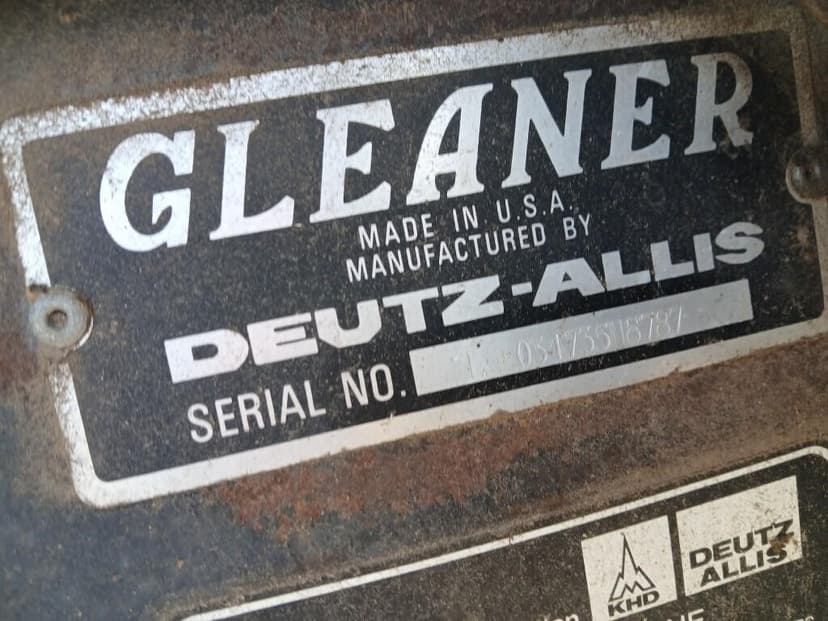 GLEANER
MADE IN U.S.A.
MANUFACTURED BY
DEUTZ-ALLIS
SERIAL NO.
KHD
DEUTZ
ALLIS